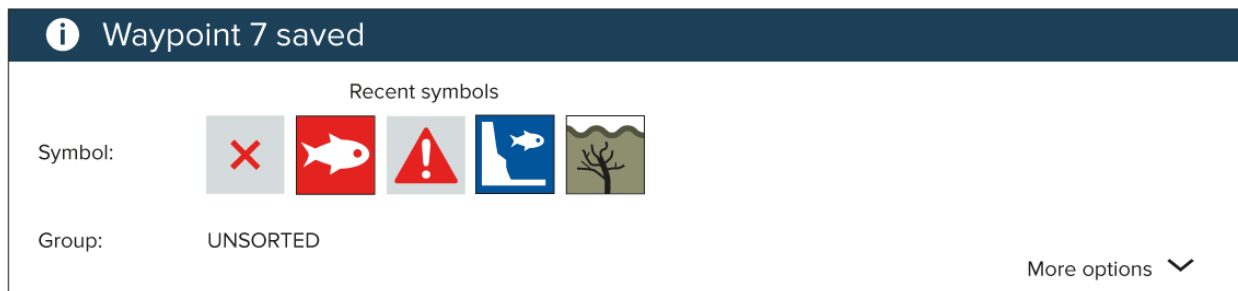 Waypoint 7 saved
Recent symbols
Symbol:
Group: UNSORTED
More options